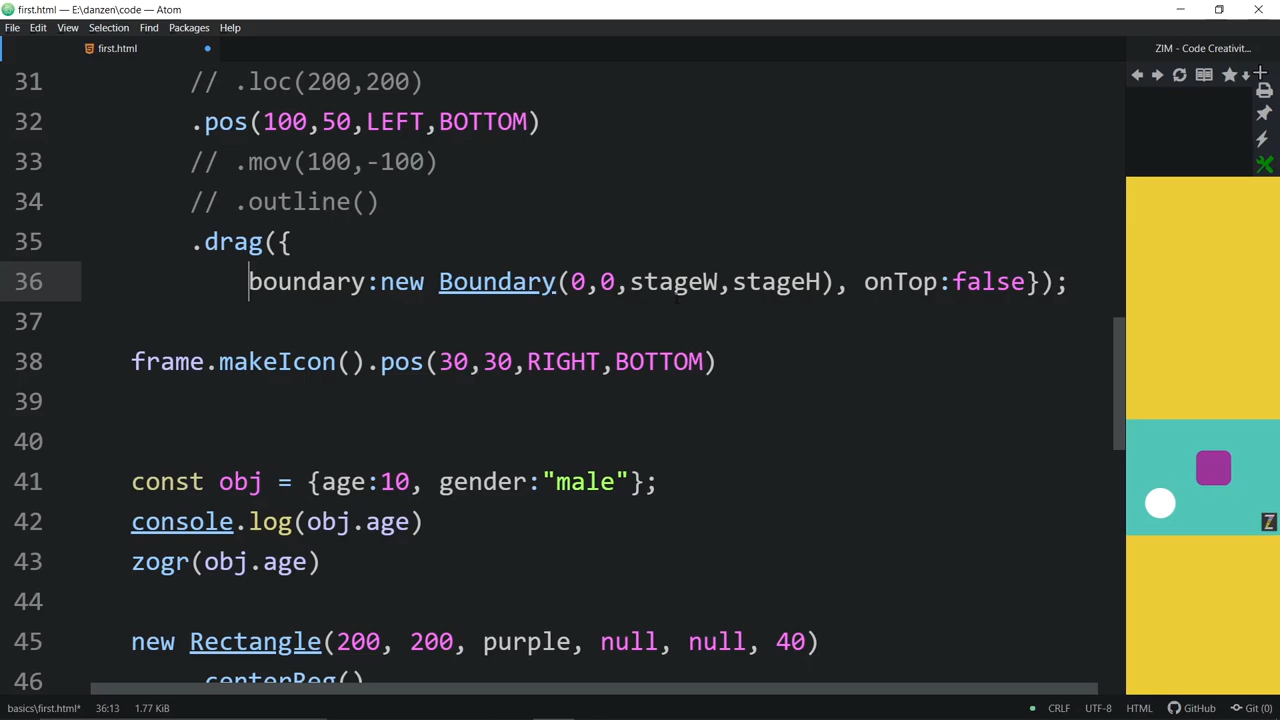 first.html — E:\danzen\code — Atom
File Edit View Selection Find Packages Help
first.html
ZIM - Code Creativit...
31 // .loc(200,200)
32 .pos(100,50,LEFT,BOTTOM)
33 // .mov(100,-100)
34 // .outline()
35 .drag({
36 boundary:new Boundary(0,0,stageW,stageH), onTop:false});
37
38 frame.makeIcon().pos(30,30,RIGHT,BOTTOM)
39
40
41 const obj = {age:10, gender:"male"};
42 console.log(obj.age)
43 zogr(obj.age)
44
45 new Rectangle(200, 200, purple, null, null, 40)
46 .centerReg()
Z
basics\first.html* 36:13 1.77 KiB CRLF UTF-8 HTML GitHub Git (0)